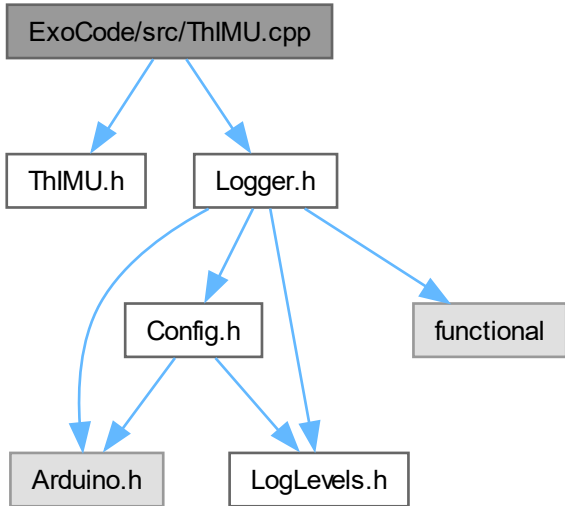 ExoCode/src/ThIMU.cpp
ThIMU.h
Logger.h
Config.h
functional
Arduino.h
LogLevels.h